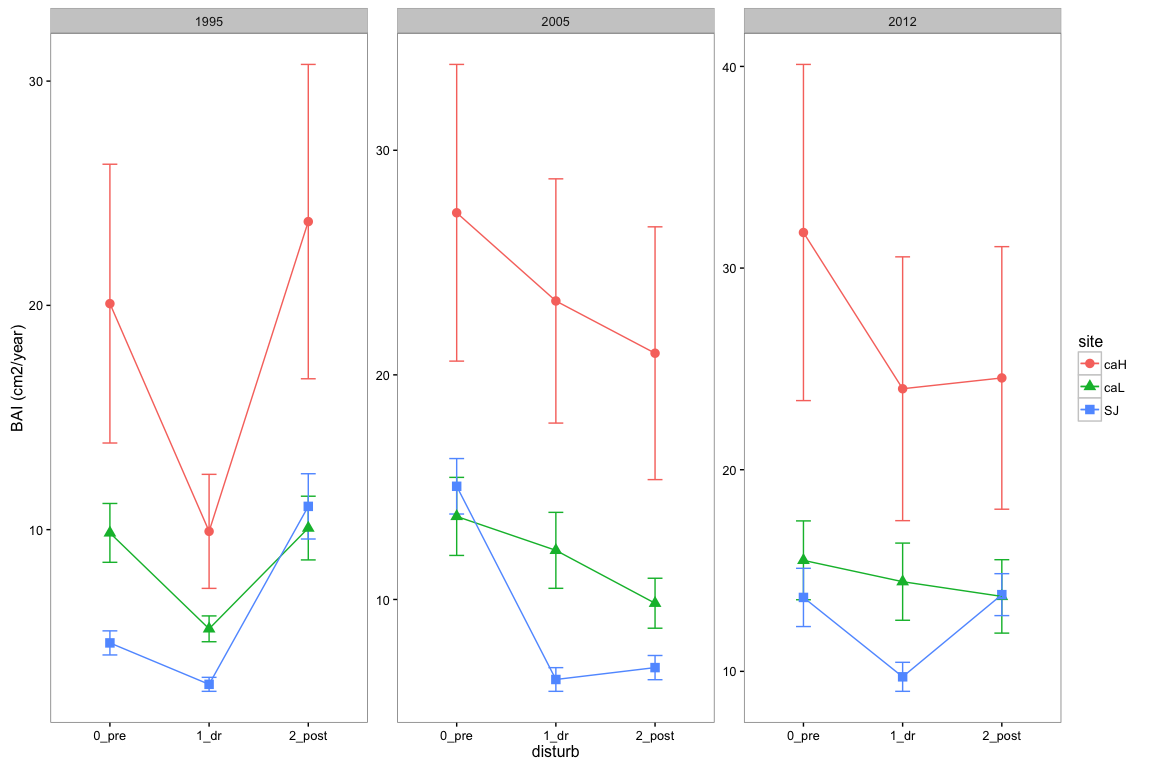 1995
2005
2012
BAI (cm2/year)
30
20
10
30
20
10
40
30
20
10
0_pre
1_dr
2_post
0_pre
1_dr
2_post
0_pre
1_dr
2_post
disturb
site
caH
caL
SJ